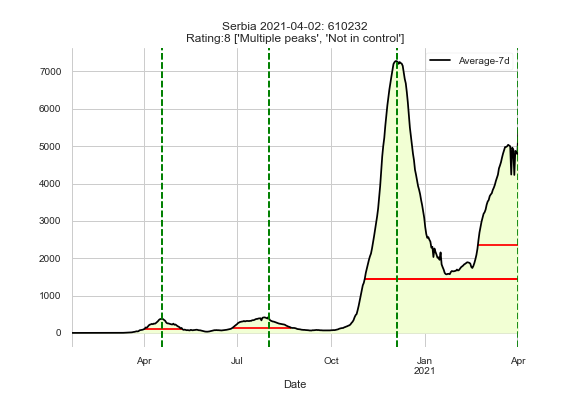 Serbia 2021-04-02: 610232
Rating:8 ['Multiple peaks', 'Not in control']
Average-7d
7000
6000
5000
4000
3000
2000
1000
0
Apr Jul Oct Jan Apr
2021
Date